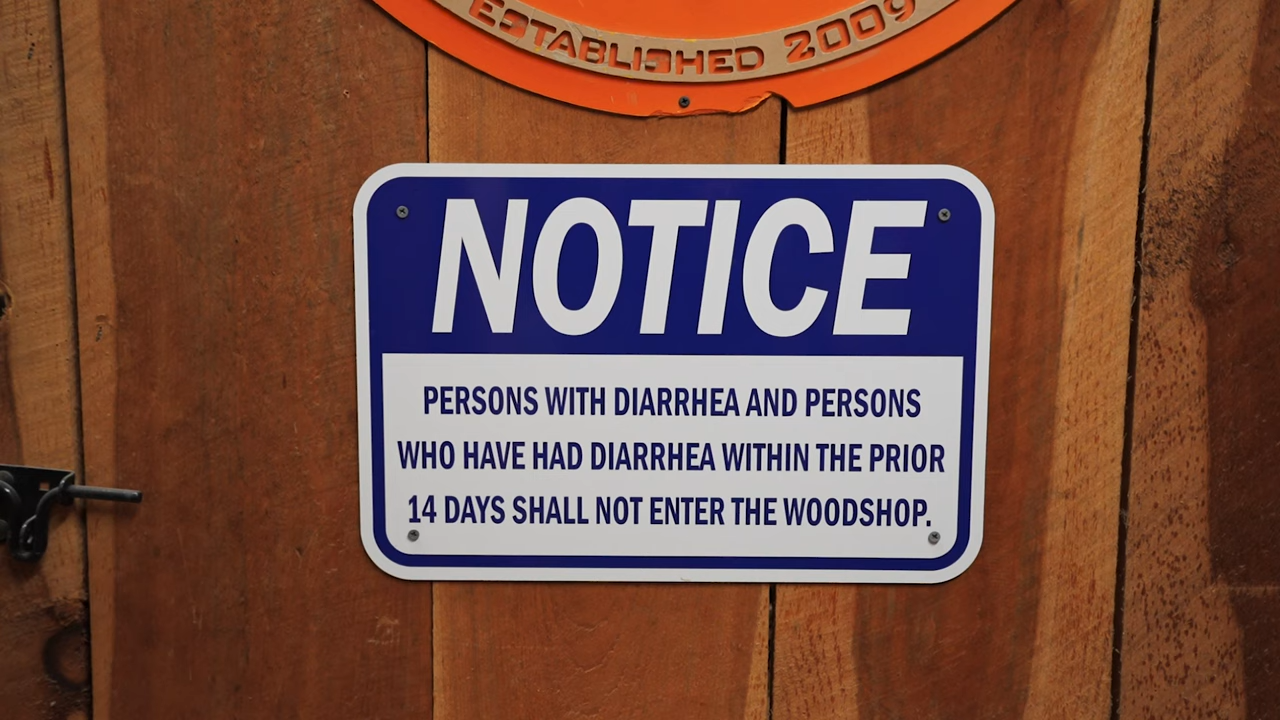 ESTABLISHED 2009
NOTICE
PERSONS WITH DIARRHEA AND PERSONS
WHO HAVE HAD DIARRHEA WITHIN THE PRIOR
14 DAYS SHALL NOT ENTER THE WOODSHOP.